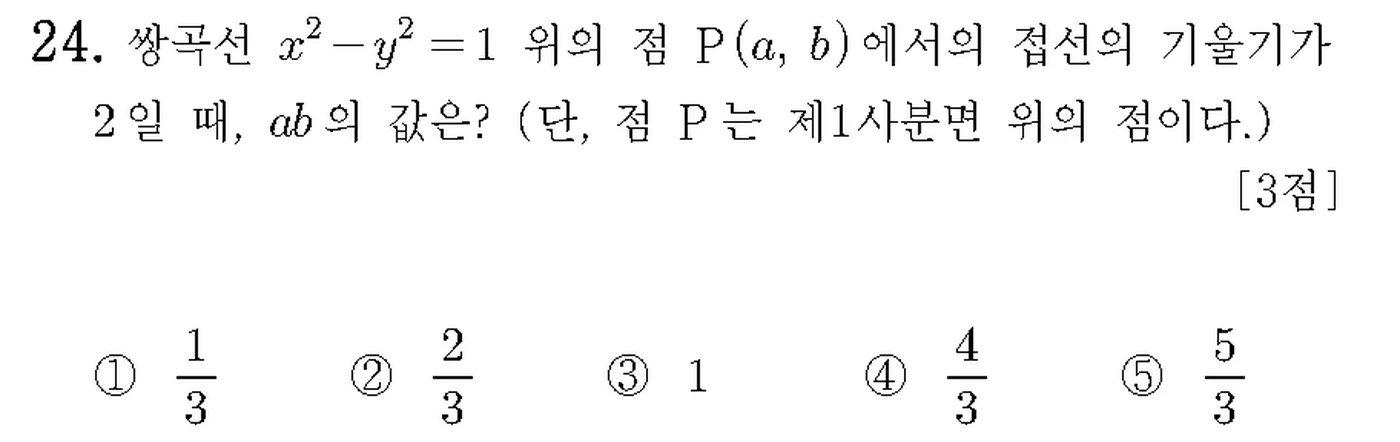 24. 쌍곡선 x² − y² = 1 위의 점 P(a, b)에서의 접선의 기울기가
2일 때, ab의 값은? (단, 점 P는 제1사분면 위의 점이다.)
[3점]
① 1/3 ② 2/3 ③ 1 ④ 4/3 ⑤ 5/3